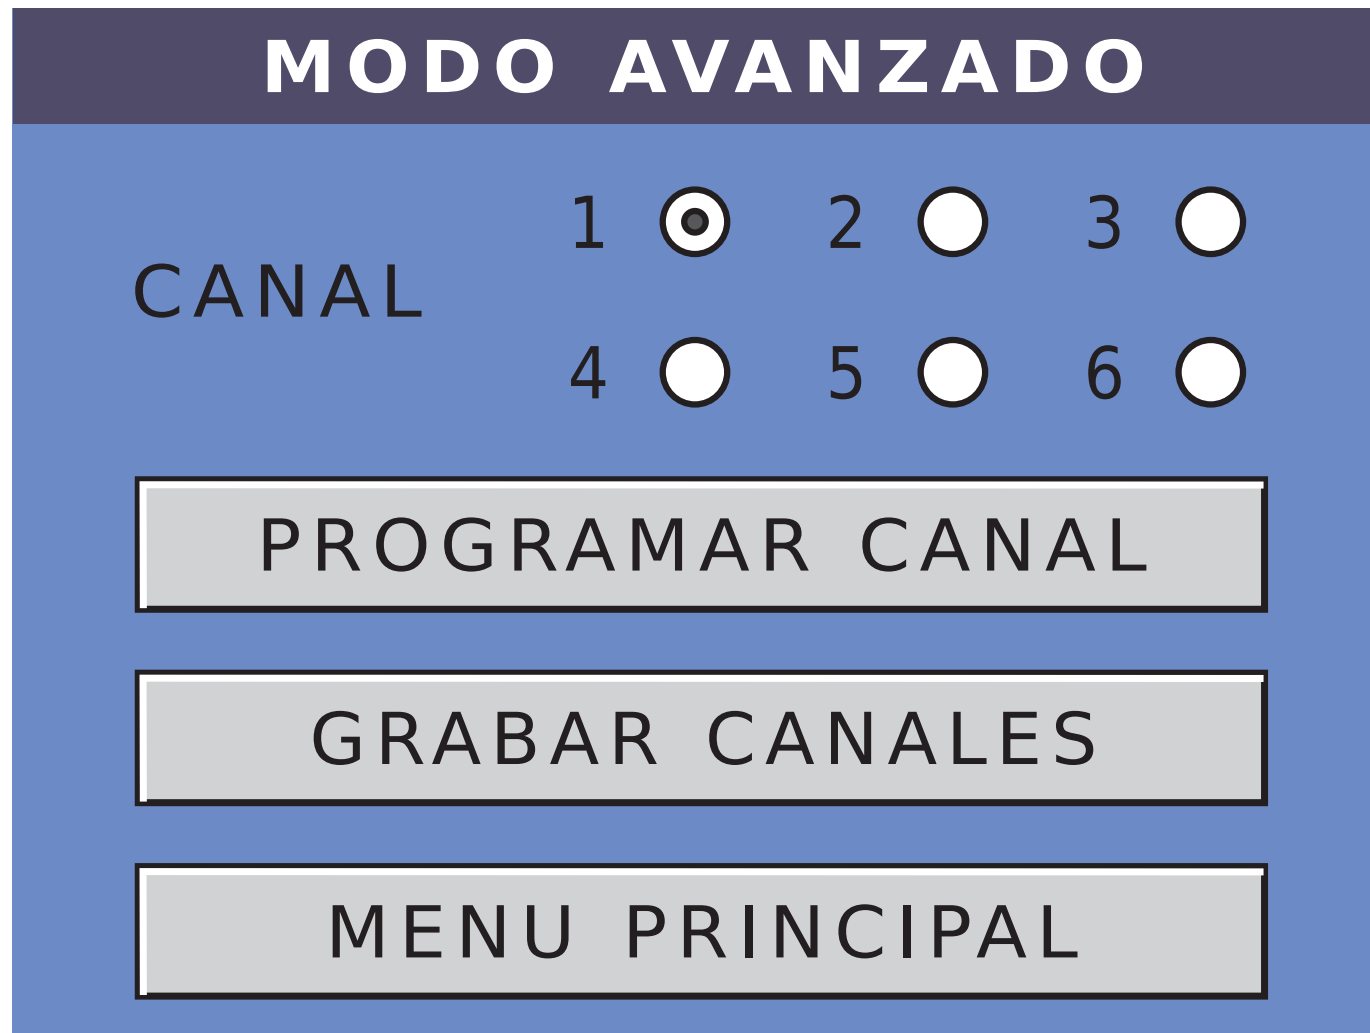 MODO AVANZADO
1 2 3
CANAL
4 5 6
PROGRAMAR CANAL
GRABAR CANALES
MENU PRINCIPAL